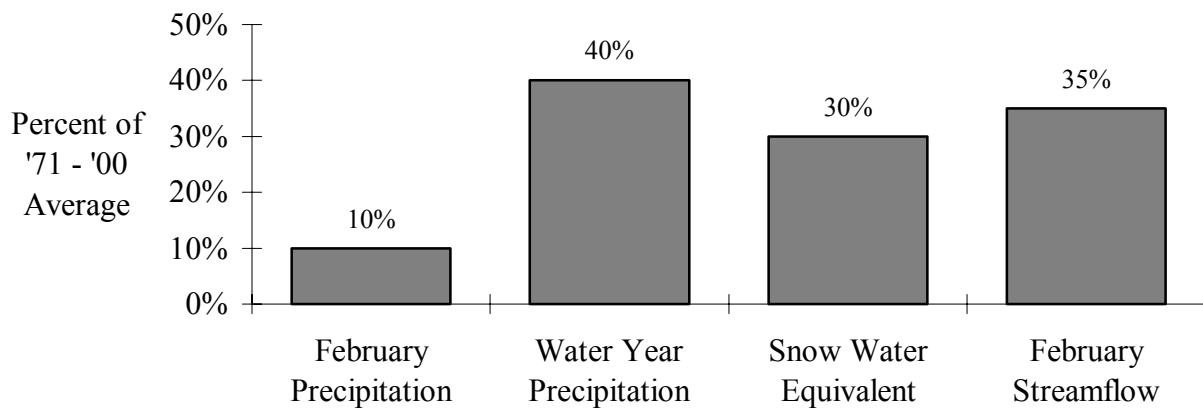 50%
40%
30%
20%
10%
0%
Percent of
'71 - '00
Average
10%
40%
30%
35%
February
Precipitation
Water Year
Precipitation
Snow Water
Equivalent
February
Streamflow